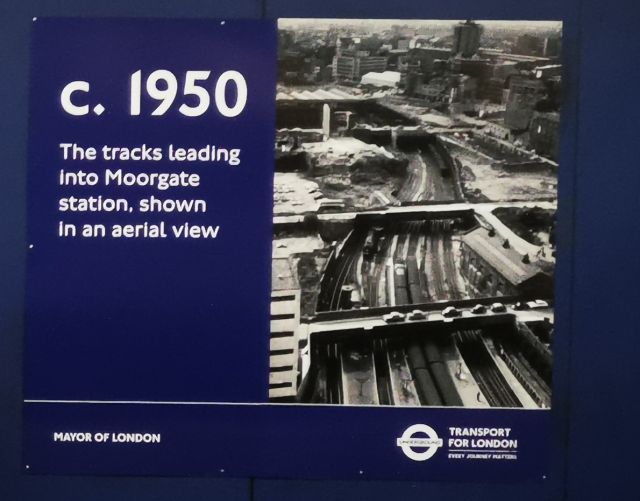 c. 1950
The tracks leading
into Moorgate
station, shown
in an aerial view
MAYOR OF LONDON
UNDERGROUND
TRANSPORT
FOR LONDON
EVERY JOURNEY MATTERS